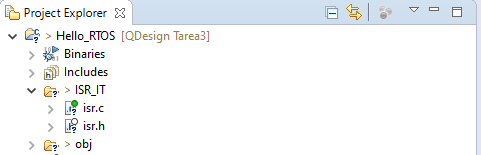 Project Explorer
> Hello_RTOS [QDesign Tarea3]
Binaries
Includes
> ISR_IT
isr.c
isr.h
> obj